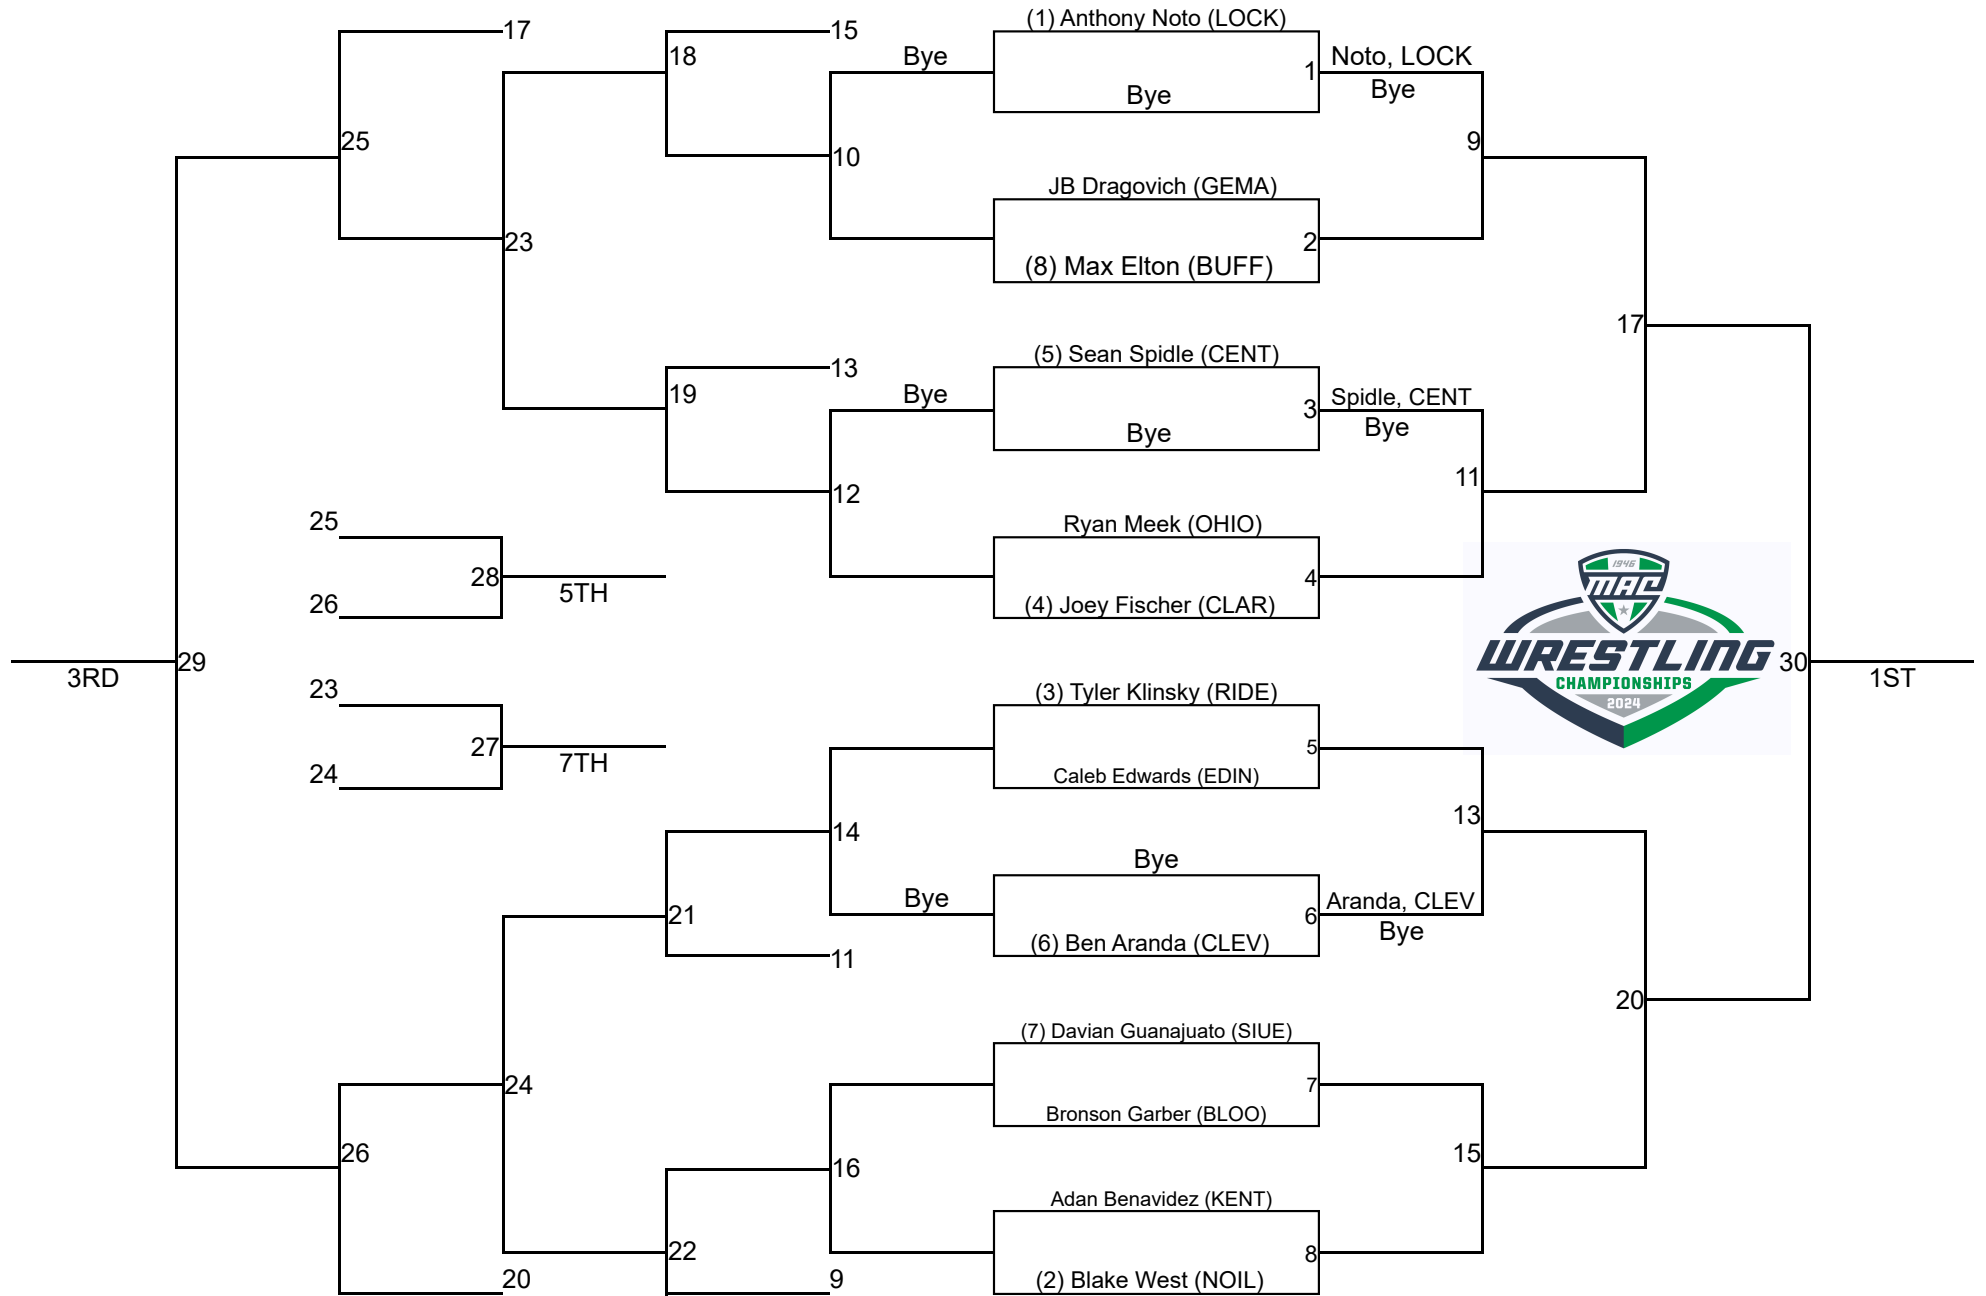 (1) Anthony Noto (LOCK)
17
15
18
Bye
1
Noto, LOCK
Bye
Bye
25
10
9
JB Dragovich (GEMA)
23
2
(8) Max Elton (BUFF)
17
(5) Sean Spidle (CENT)
13
19
Bye
3
Spidle, CENT
Bye
Bye
12
11
25
Ryan Meek (OHIO)
28
5TH
4
26
(4) Joey Fischer (CLAR)
1946
MAC
WRESTLING
CHAMPIONSHIPS
2024
29
3RD
30
1ST
23
(3) Tyler Klinsky (RIDE)
27
7TH
5
24
Caleb Edwards (EDIN)
14
13
Bye
21
Bye
6
Aranda, CLEV
Bye
(6) Ben Aranda (CLEV)
11
20
(7) Davian Guanajuato (SIUE)
24
7
Bronson Garber (BLOO)
26
16
15
Adan Benavidez (KENT)
22
8
20
9
(2) Blake West (NOIL)